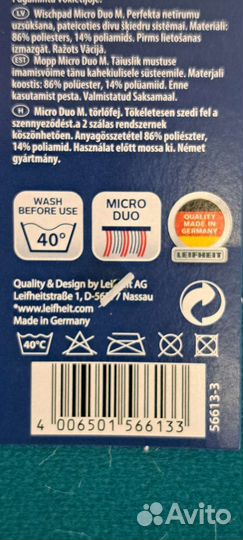 LV Wischpad Micro Duo M. Perfekta netīrumu
uzsūkšana, pateicoties divu šķiedru sistēmai. Materiāli:
86% poliesters, 14% poliamīds. Pirms lietošanas
izmazgāt. Ražots Vācijā.
EST Mopp Micro Duo M. Täiuslik mustuse
imamisvõime tänu kahekiulisele süsteemile. Materjali
koostis: 86% polüester, 14% polüamiid. Enne
kasutamist pesta. Valmistatud Saksamaal.
H Micro Duo M. törlőfej. Tökéletesen szedi fel a
szennyeződést.a 2 szálas rendszernek
köszönhetően. Anyagösszetétel 86% poliészter,
14% poliamid. Használat előtt mossa ki. Német
gyártmány.
WASH
BEFORE USE
40°
MICRO
DUO
QUALITY
MADE IN
GERMANY
LEIFHEIT
Quality & Design by Leifheit AG
Leifheitstraße 1, D-56377 Nassau
*www.leifheit.com
Made in Germany
40°C
56613-3
4 006501 566133
Avito